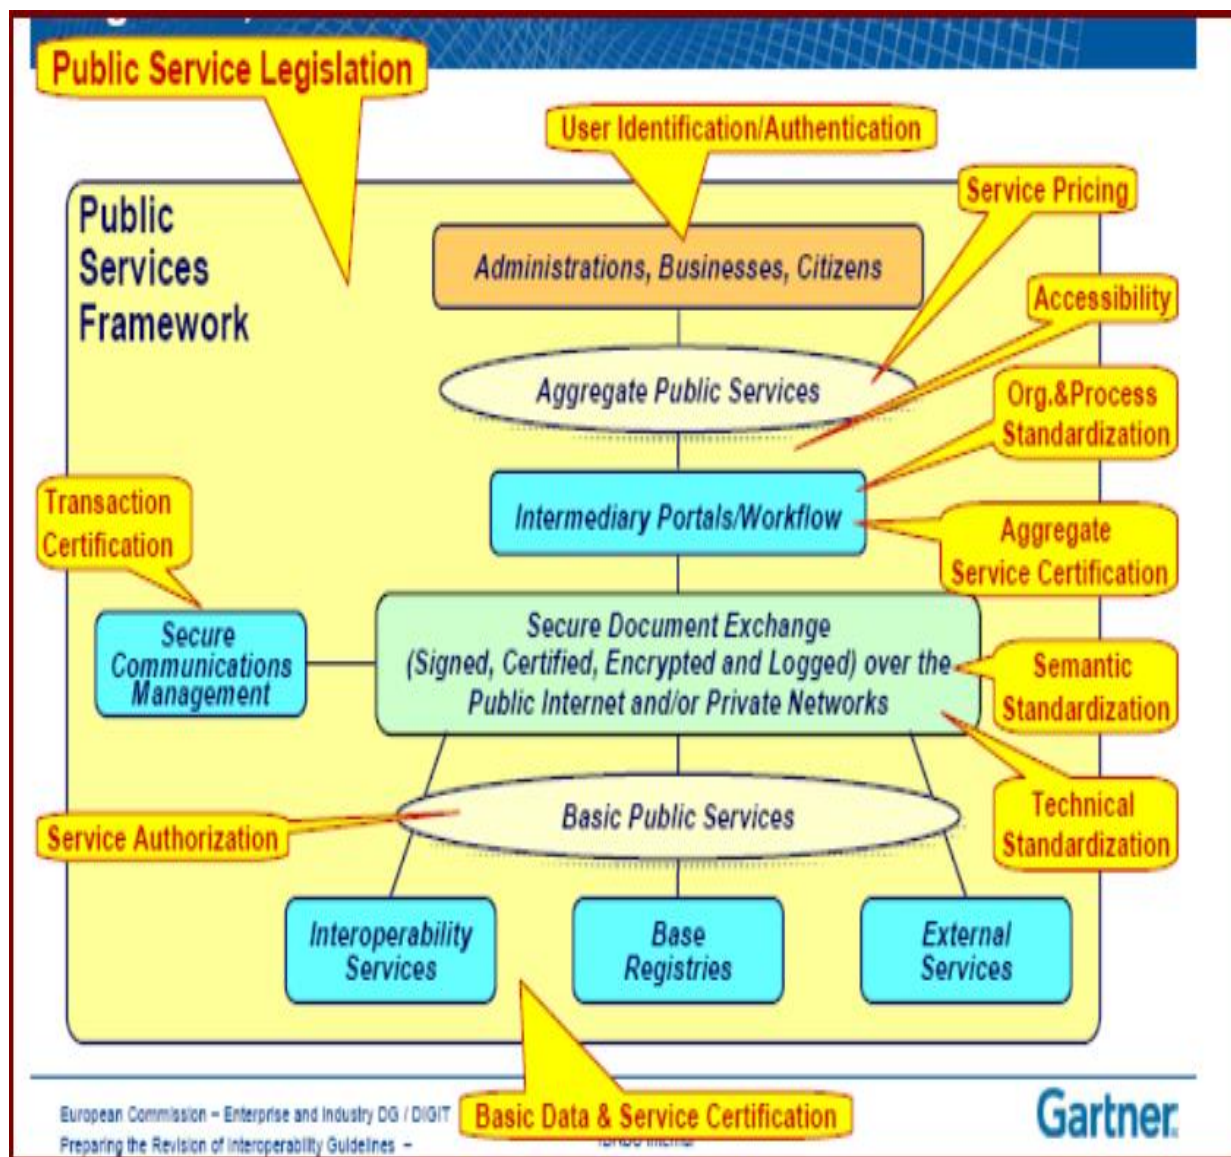 Public Service Legislation
User Identification/Authentication
Service Pricing
Public
Services
Framework
Administrations, Businesses, Citizens
Accessibility
Aggregate Public Services
Org.&Process
Standardization
Transaction
Certification
Intermediary Portals/Workflow
Aggregate
Service Certification
Secure
Communications
Management
Secure Document Exchange
(Signed, Certified, Encrypted and Logged) over the
Public Internet and/or Private Networks
Semantic
Standardization
Basic Public Services
Service Authorization
Technical
Standardization
Interoperability
Services
Base
Registries
External
Services
Basic Data & Service Certification
European Commission – Enterprise and Industry DG / DIGIT
Preparing the Revision of Interoperability Guidelines –
Gartner.